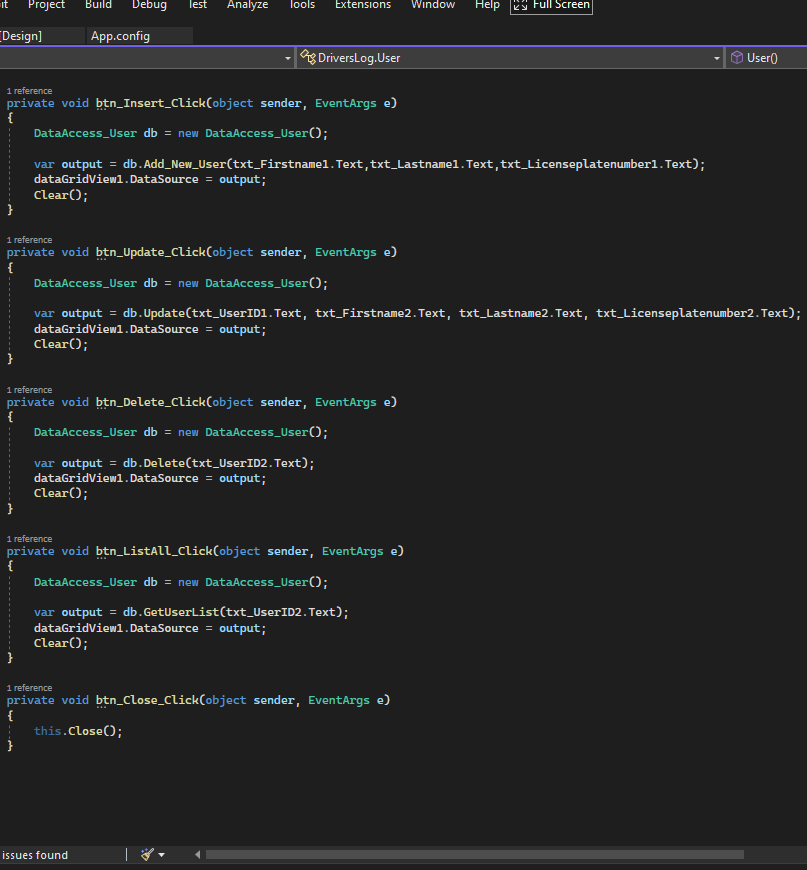 it Project Build Debug Test Analyze Tools Extensions Window Help Full Screen
[Design] App.config
DriversLog.User User()
1 reference
private void btn_Insert_Click(object sender, EventArgs e)
{
DataAccess_User db = new DataAccess_User();
var output = db.Add_New_User(txt_Firstname1.Text,txt_Lastname1.Text,txt_Licenseplatenumber1.Text);
dataGridView1.DataSource = output;
Clear();
}
1 reference
private void btn_Update_Click(object sender, EventArgs e)
{
DataAccess_User db = new DataAccess_User();
var output = db.Update(txt_UserID1.Text, txt_Firstname2.Text, txt_Lastname2.Text, txt_Licenseplatenumber2.Text);
dataGridView1.DataSource = output;
Clear();
}
1 reference
private void btn_Delete_Click(object sender, EventArgs e)
{
DataAccess_User db = new DataAccess_User();
var output = db.Delete(txt_UserID2.Text);
dataGridView1.DataSource = output;
Clear();
}
1 reference
private void btn_ListAll_Click(object sender, EventArgs e)
{
DataAccess_User db = new DataAccess_User();
var output = db.GetUserList(txt_UserID2.Text);
dataGridView1.DataSource = output;
Clear();
}
1 reference
private void btn_Close_Click(object sender, EventArgs e)
{
this.Close();
}
issues found